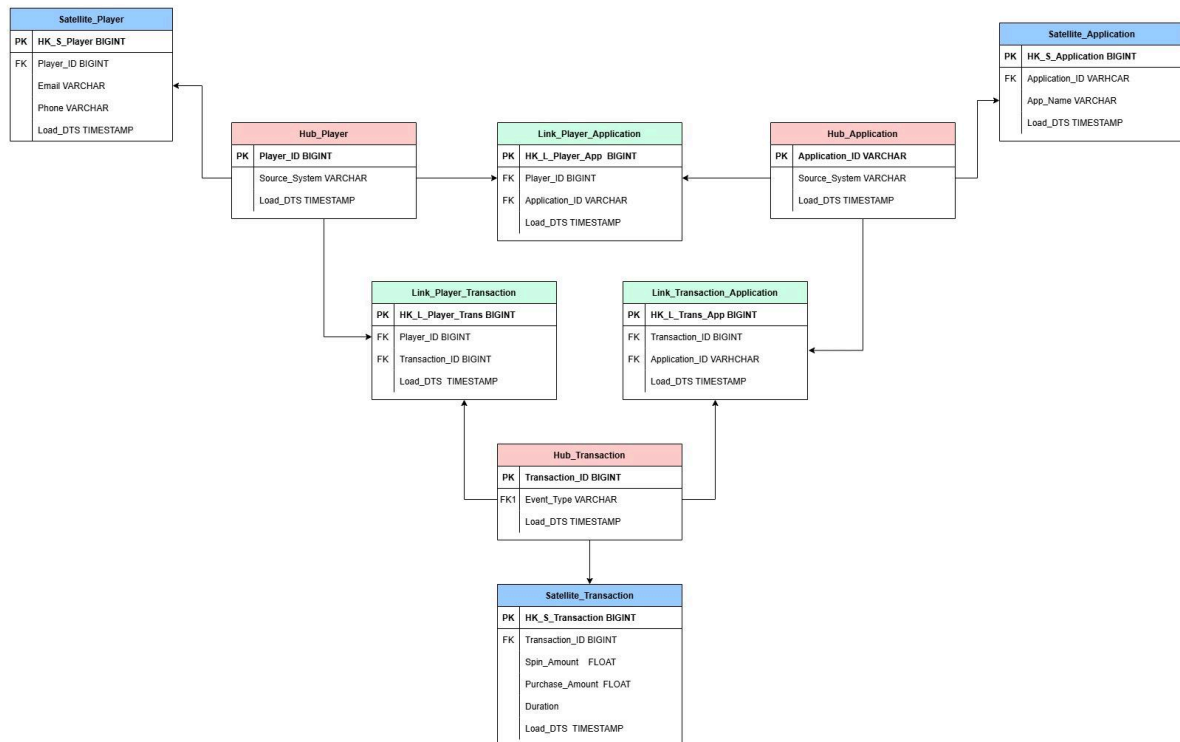 Satellite_Player
PK HK_S_Player BIGINT
FK Player_ID BIGINT
Email VARCHAR
Phone VARCHAR
Load_DTS TIMESTAMP
Satellite_Application
PK HK_S_Application BIGINT
FK Application_ID VARHCAR
App_Name VARCHAR
Load_DTS TIMESTAMP
Hub_Player
PK Player_ID BIGINT
Source_System VARCHAR
Load_DTS TIMESTAMP
Link_Player_Application
PK HK_L_Player_App BIGINT
FK Player_ID BIGINT
FK Application_ID VARCHAR
Load_DTS TIMESTAMP
Hub_Application
PK Application_ID VARCHAR
Source_System VARCHAR
Load_DTS TIMESTAMP
Link_Player_Transaction
PK HK_L_Player_Trans BIGINT
FK Player_ID BIGINT
FK Transaction_ID BIGINT
Load_DTS TIMESTAMP
Link_Transaction_Application
PK HK_L_Trans_App BIGINT
FK Transaction_ID BIGINT
FK Application_ID VARHCHAR
Load_DTS TIMESTAMP
Hub_Transaction
PK Transaction_ID BIGINT
FK1 Event_Type VARCHAR
Load_DTS TIMESTAMP
Satellite_Transaction
PK HK_S_Transaction BIGINT
FK Transaction_ID BIGINT
Spin_Amount FLOAT
Purchase_Amount FLOAT
Duration
Load_DTS TIMESTAMP